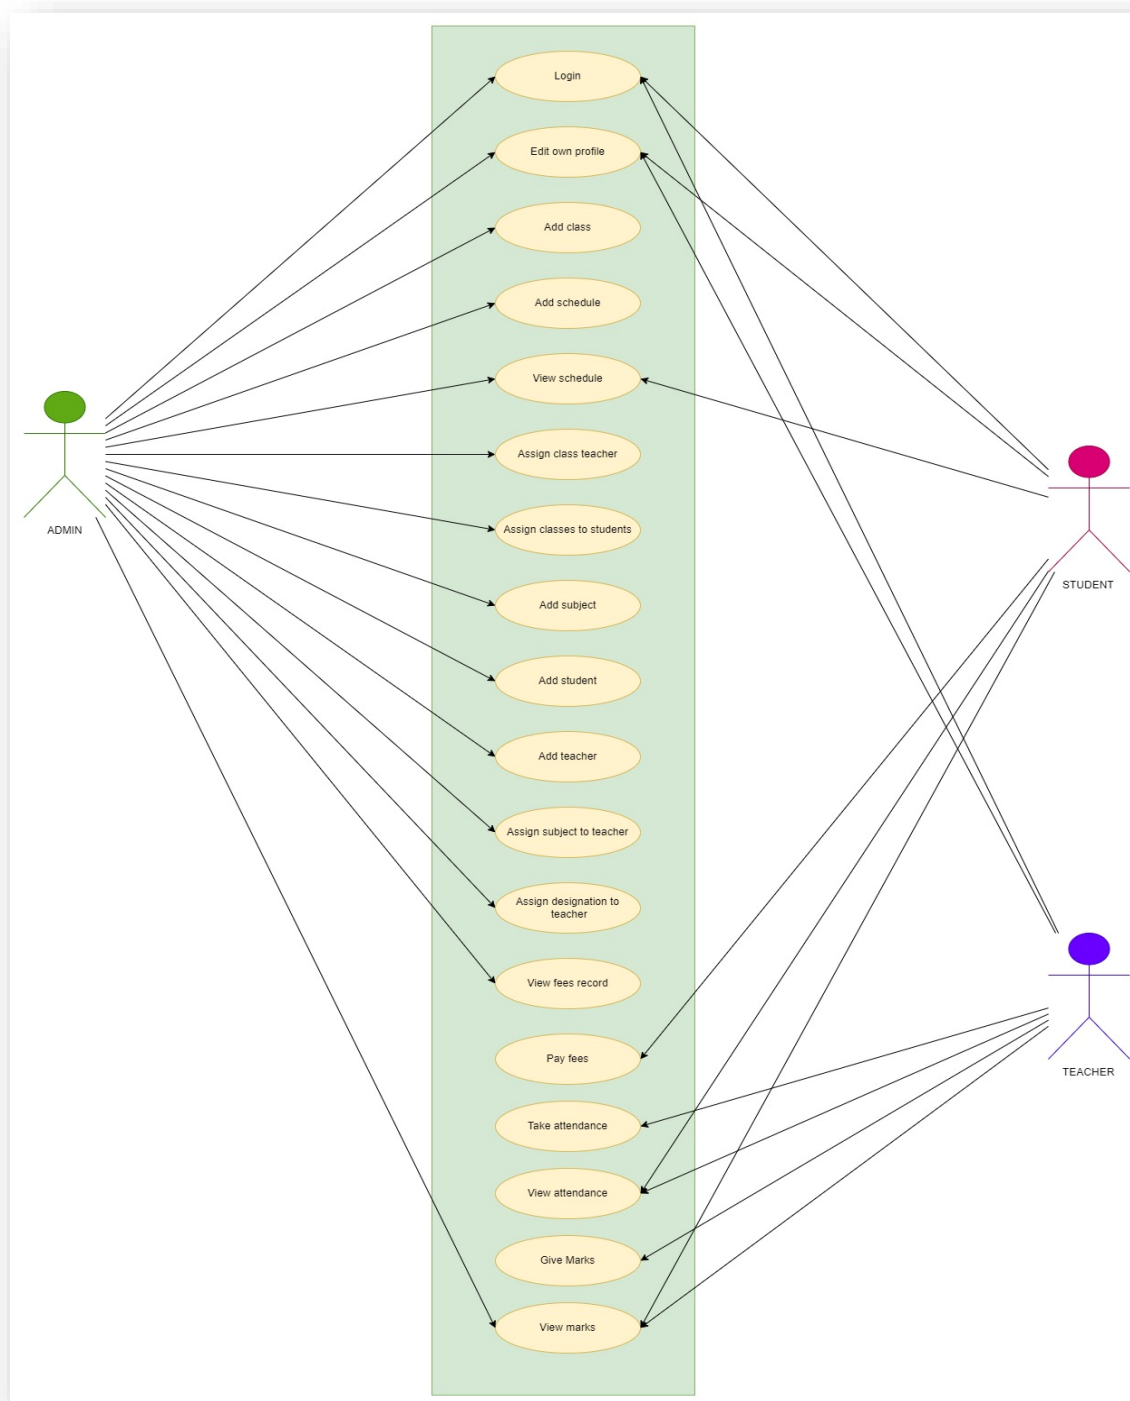 Login
Edit own profile
Add class
Add schedule
View schedule
Assign class teacher
Assign classes to students
Add subject
Add student
Add teacher
Assign subject to teacher
Assign designation to
teacher
View fees record
Pay fees
Take attendance
View attendance
Give Marks
View marks
ADMIN
STUDENT
TEACHER